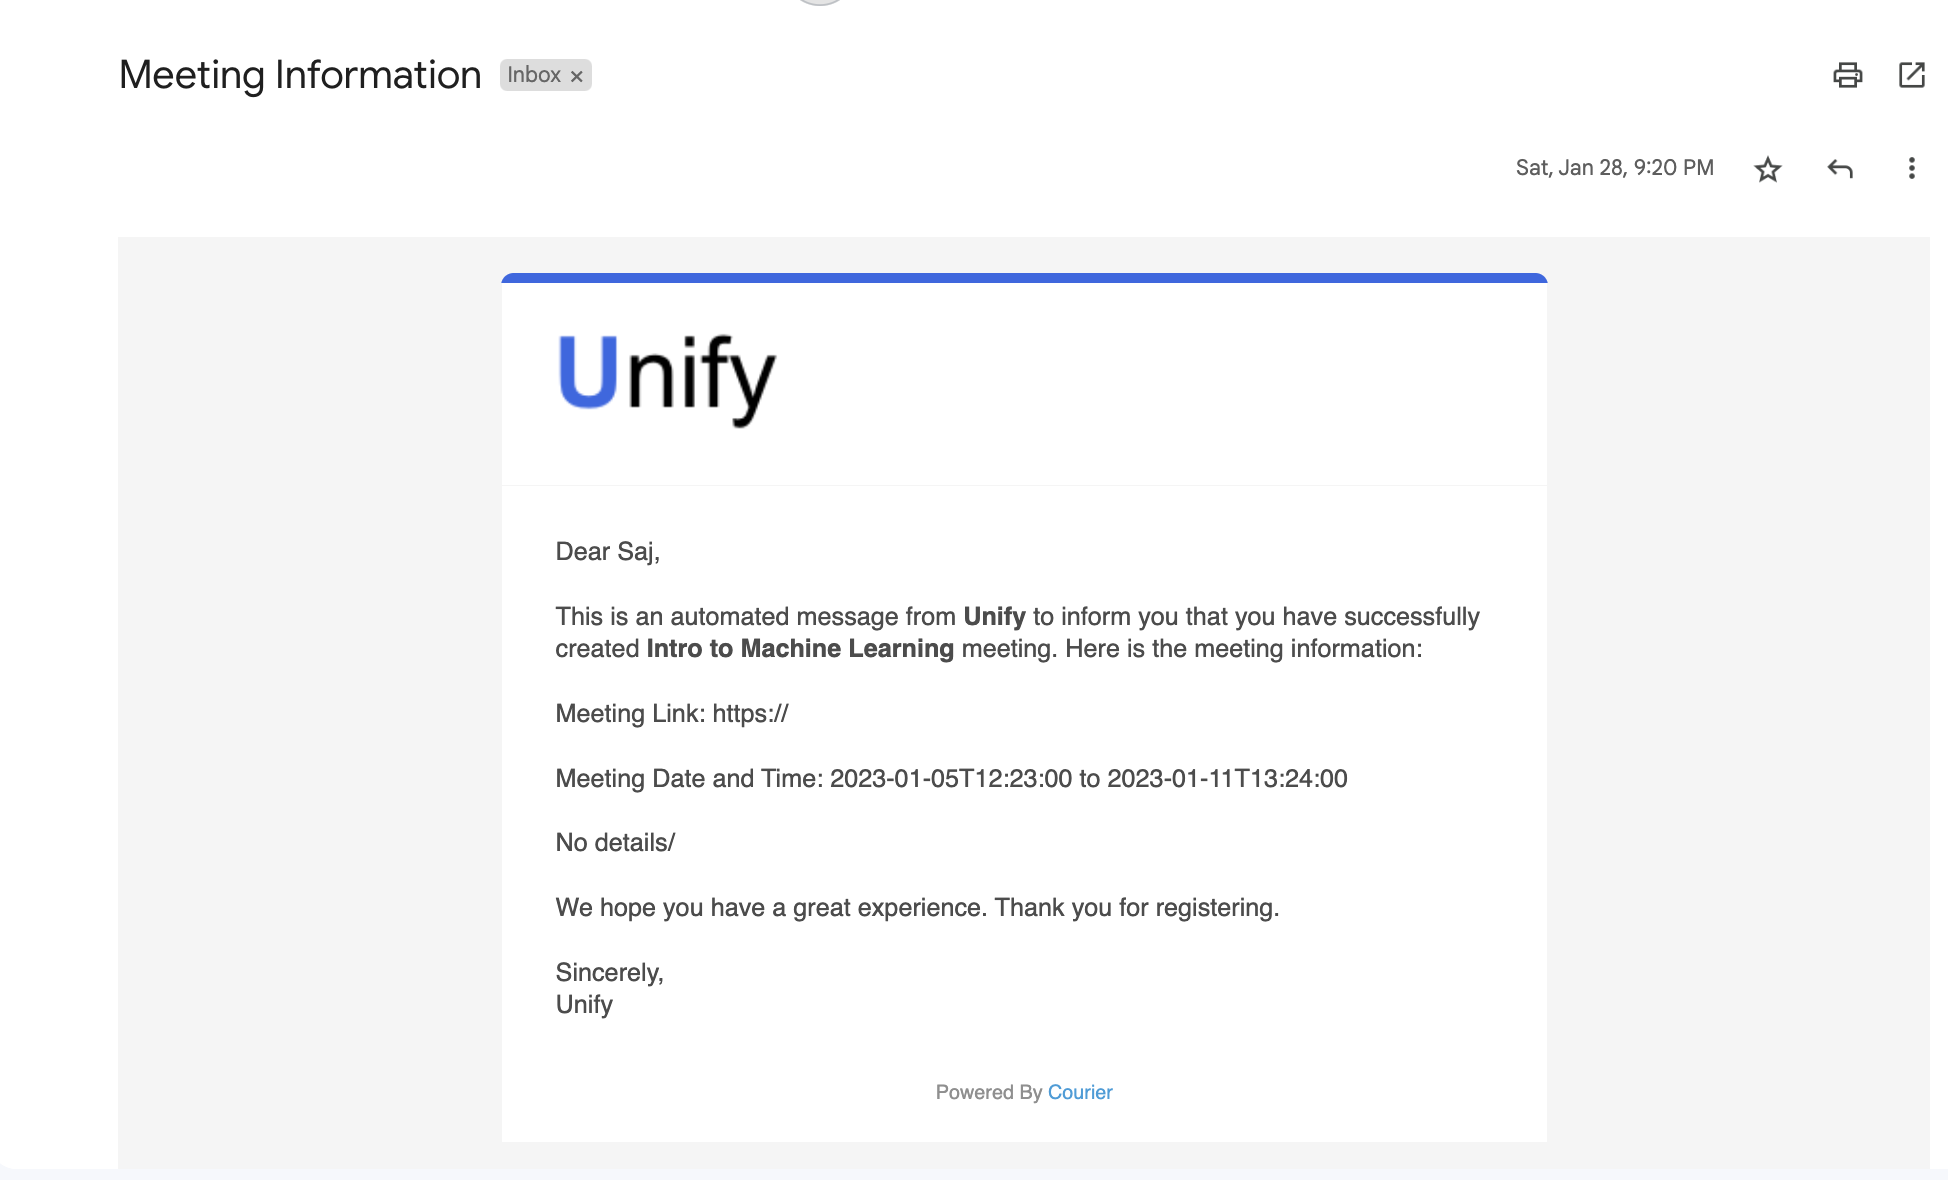 Meeting Information Inbox ×
Sat, Jan 28, 9:20 PM
Unify
Dear Saj,
This is an automated message from Unify to inform you that you have successfully
created Intro to Machine Learning meeting. Here is the meeting information:
Meeting Link: https://
Meeting Date and Time: 2023-01-05T12:23:00 to 2023-01-11T13:24:00
No details/
We hope you have a great experience. Thank you for registering.
Sincerely,
Unify
Powered By Courier